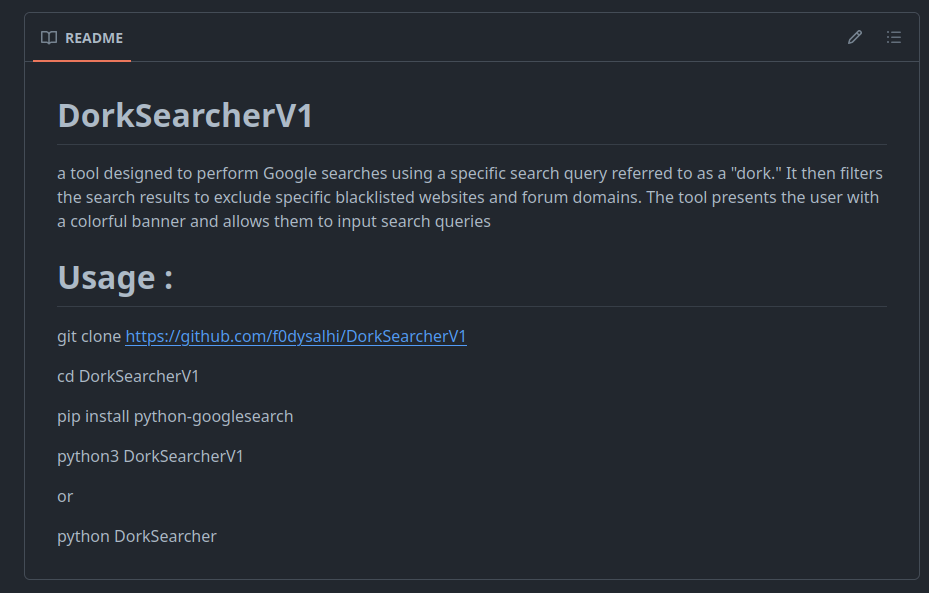 README
DorkSearcherV1
a tool designed to perform Google searches using a specific search query referred to as a "dork." It then filters
the search results to exclude specific blacklisted websites and forum domains. The tool presents the user with
a colorful banner and allows them to input search queries
Usage :
git clone https://github.com/f0dysalhi/DorkSearcherV1
cd DorkSearcherV1
pip install python-googlesearch
python3 DorkSearcherV1
or
python DorkSearcher